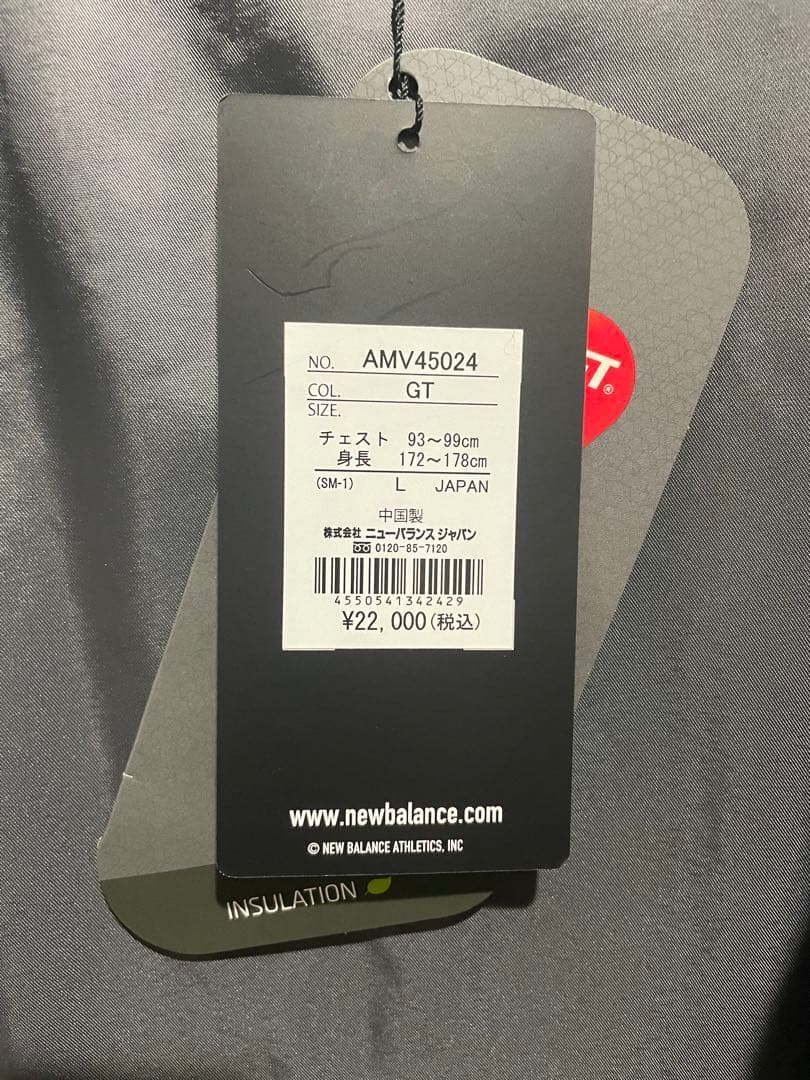 NO. AMV45024
COL. GT
SIZE.
チェスト 93~99cm
身長 172~178cm
(SM-1) L JAPAN
中国製
株式会社 ニューバランス ジャパン
0120-85-7120
4550541342429
¥22,000(税込)
www.newbalance.com
© NEW BALANCE ATHLETICS, INC
INSULATION